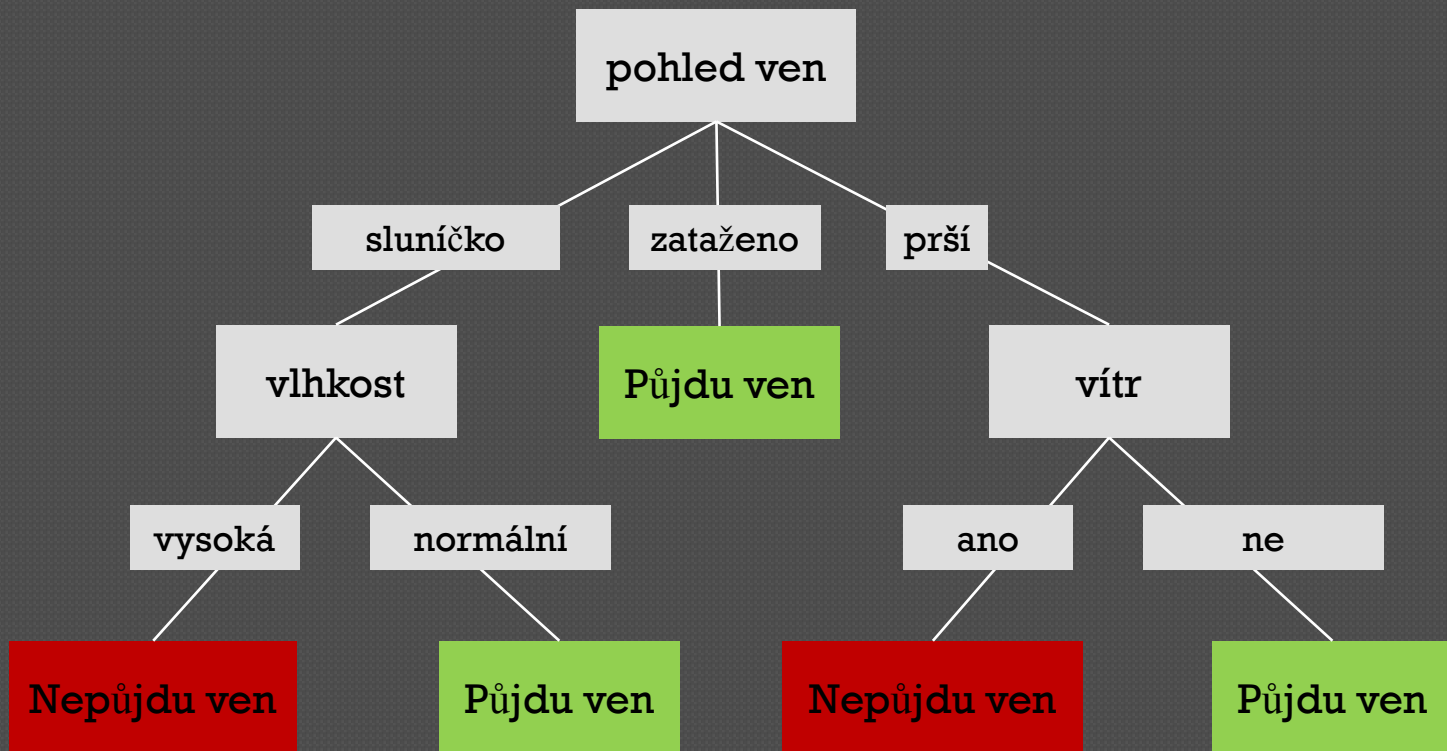 pohled ven
sluníčko
zataženo
prší
vlhkost
Půjdu ven
vítr
vysoká
normální
ano
ne
Nepůjdu ven
Půjdu ven
Nepůjdu ven
Půjdu ven